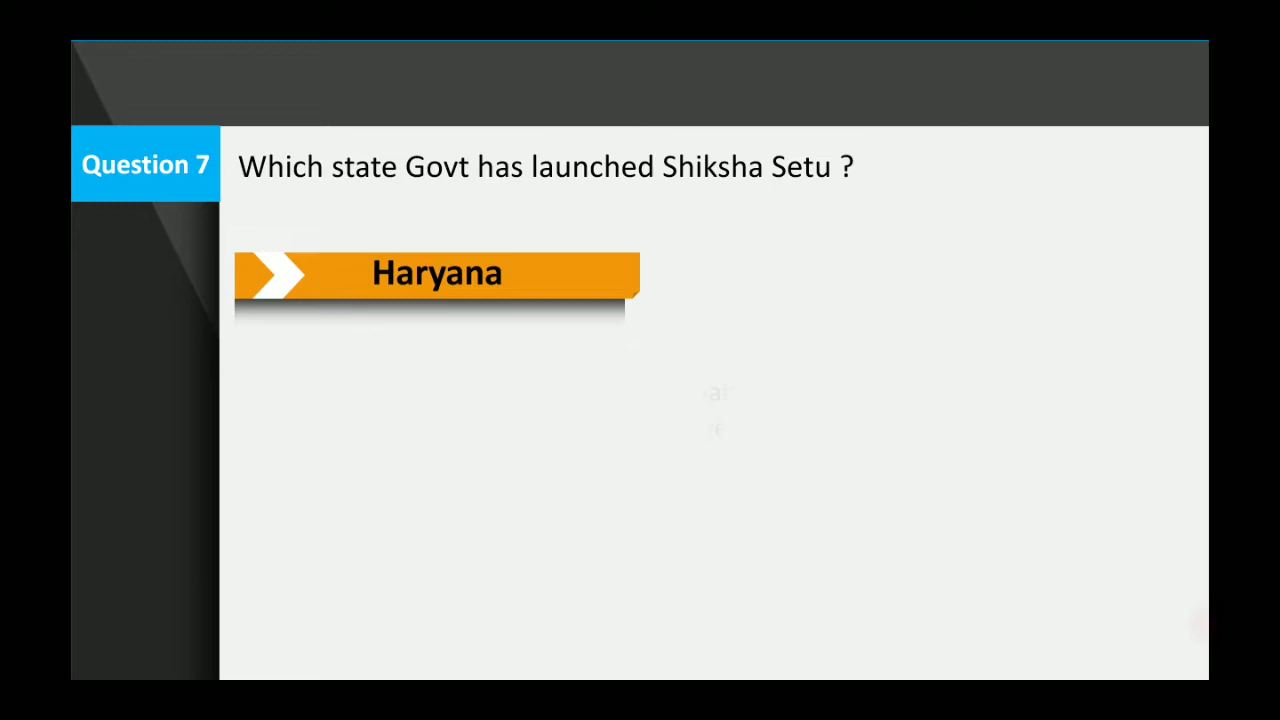 Question 7
Which state Govt has launched Shiksha Setu ?
Haryana